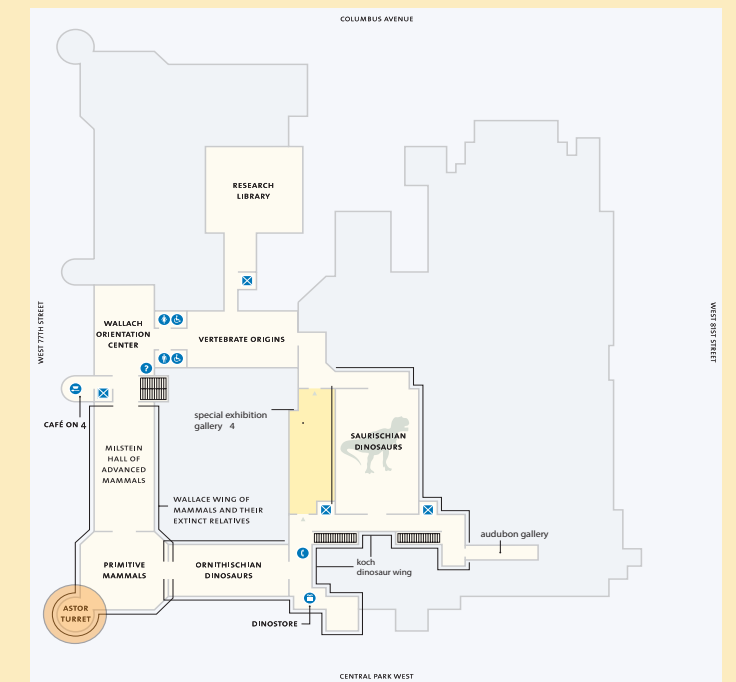 COLUMBUS AVENUE
RESEARCH
LIBRARY
WEST 77TH STREET
WEST 81ST STREET
WALLACH
ORIENTATION
CENTER
VERTEBRATE ORIGINS
?
CAFÉ ON 4
special exhibition
gallery 4
SAURISCHIAN
DINOSAURS
MILSTEIN
HALL OF
ADVANCED
MAMMALS
WALLACE WING OF
MAMMALS AND THEIR
EXTINCT RELATIVES
audubon gallery
PRIMITIVE
MAMMALS
ORNITHISCHIAN
DINOSAURS
koch
dinosaur wing
ASTOR
TURRET
DINOSTORE
CENTRAL PARK WEST